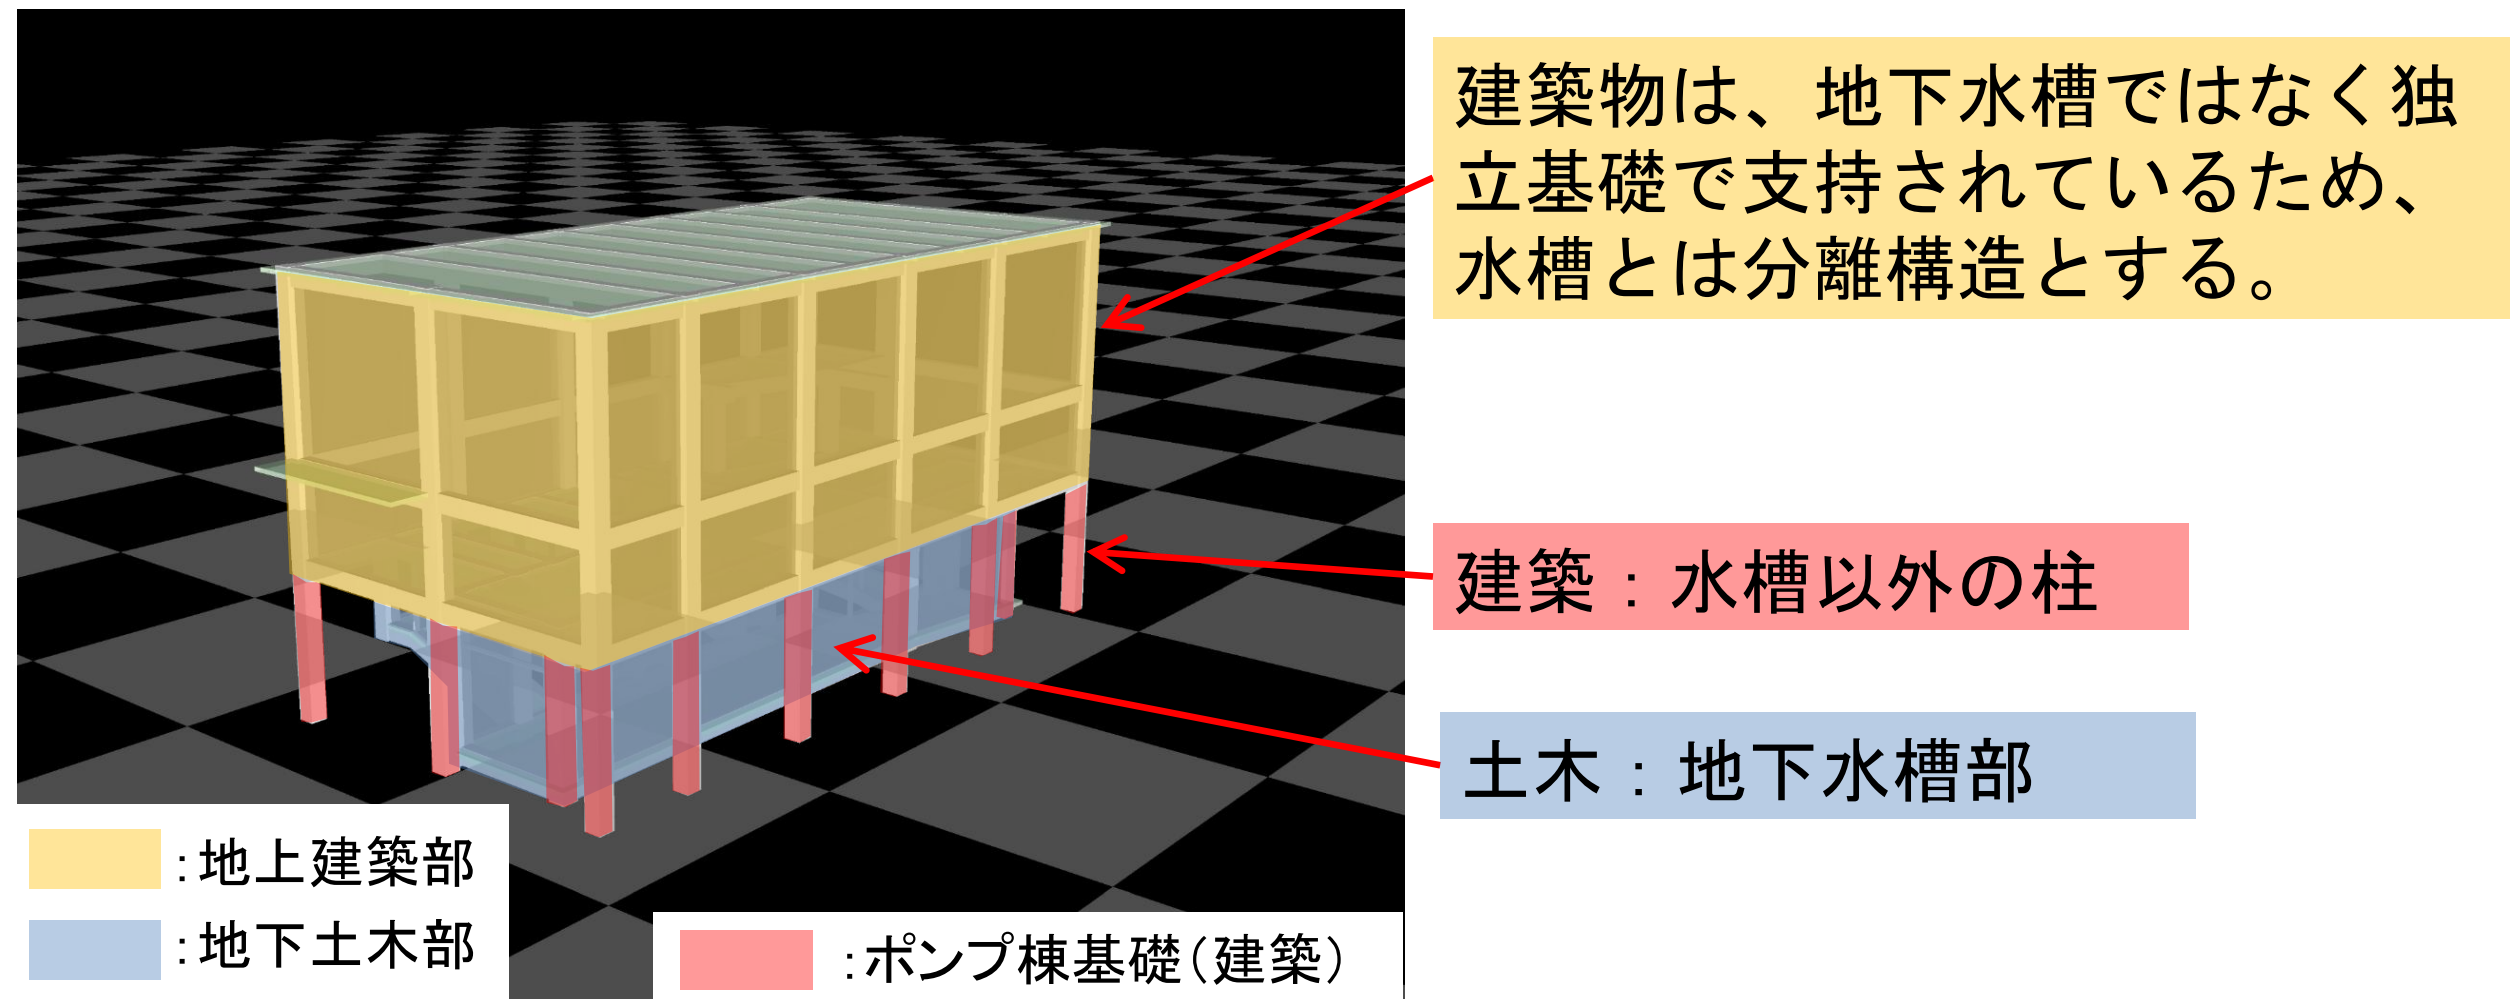 建築物は、地下水槽ではなく独
立基礎で支持されているため、
水槽とは分離構造とする。
建築：水槽以外の柱
土木：地下水槽部
：地上建築部
：地下土木部
：ポンプ棟基礎（建築）